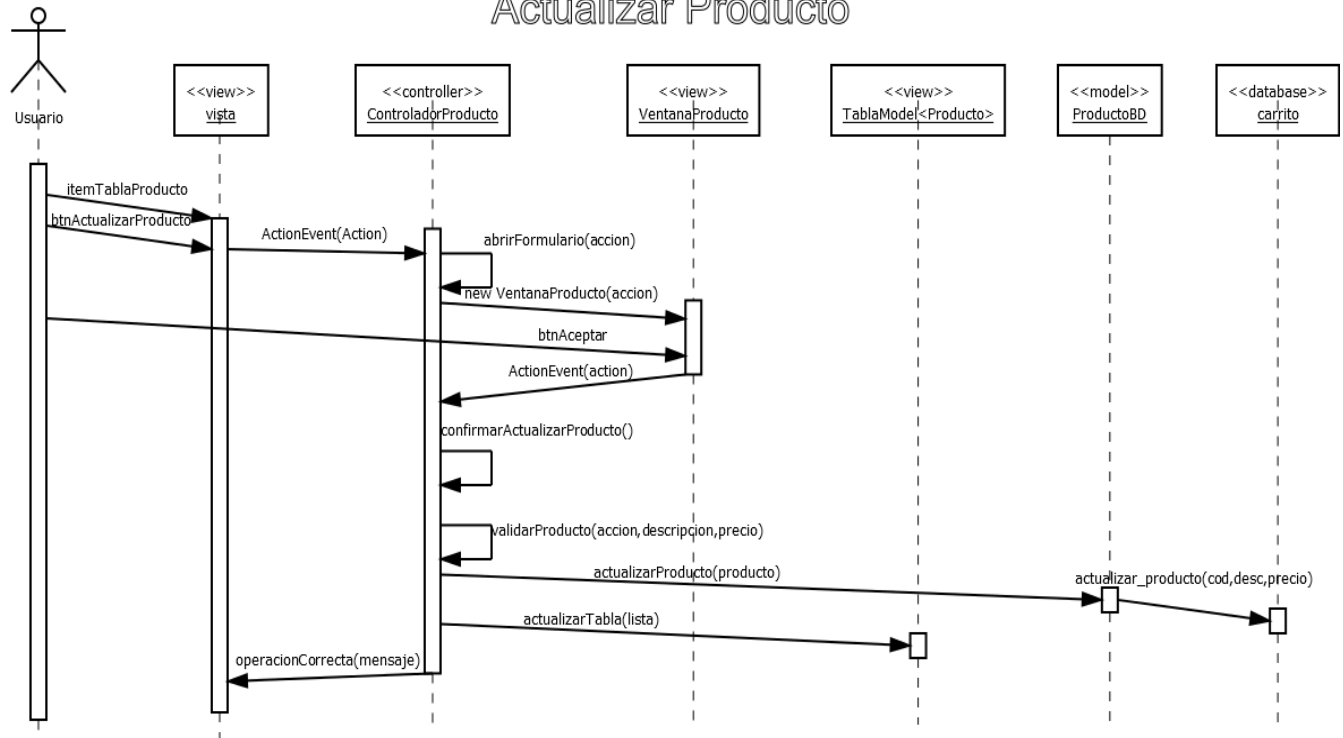 Actualizar Producto
Usuario
<<view>>
vista
<<controller>>
ControladorProducto
<<view>>
VentanaProducto
<<view>>
TablaModel<Producto>
<<model>>
ProductoBD
<<database>>
carrito
itemTablaProducto
btnActualizarProducto
ActionEvent(Action)
abrirFormulario(accion)
new VentanaProducto(accion)
btnAceptar
ActionEvent(action)
confirmarActualizarProducto()
validarProducto(accion,descripcion,precio)
actualizarProducto(producto)
actualizar_producto(cod,desc,precio)
actualizarTabla(lista)
operacionCorrecta(mensaje)